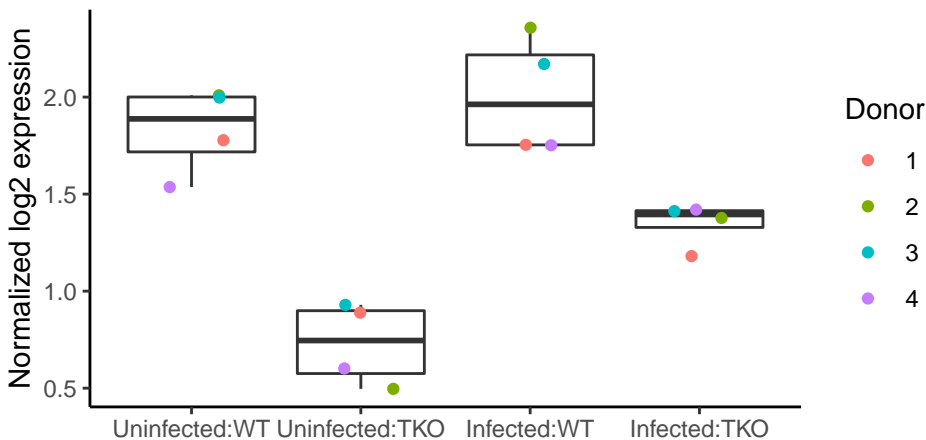 Normalized log2 expression
2.0
1.5
1.0
0.5
Uninfected:WT
Uninfected:TKO
Infected:WT
Infected:TKO
Donor
1
2
3
4